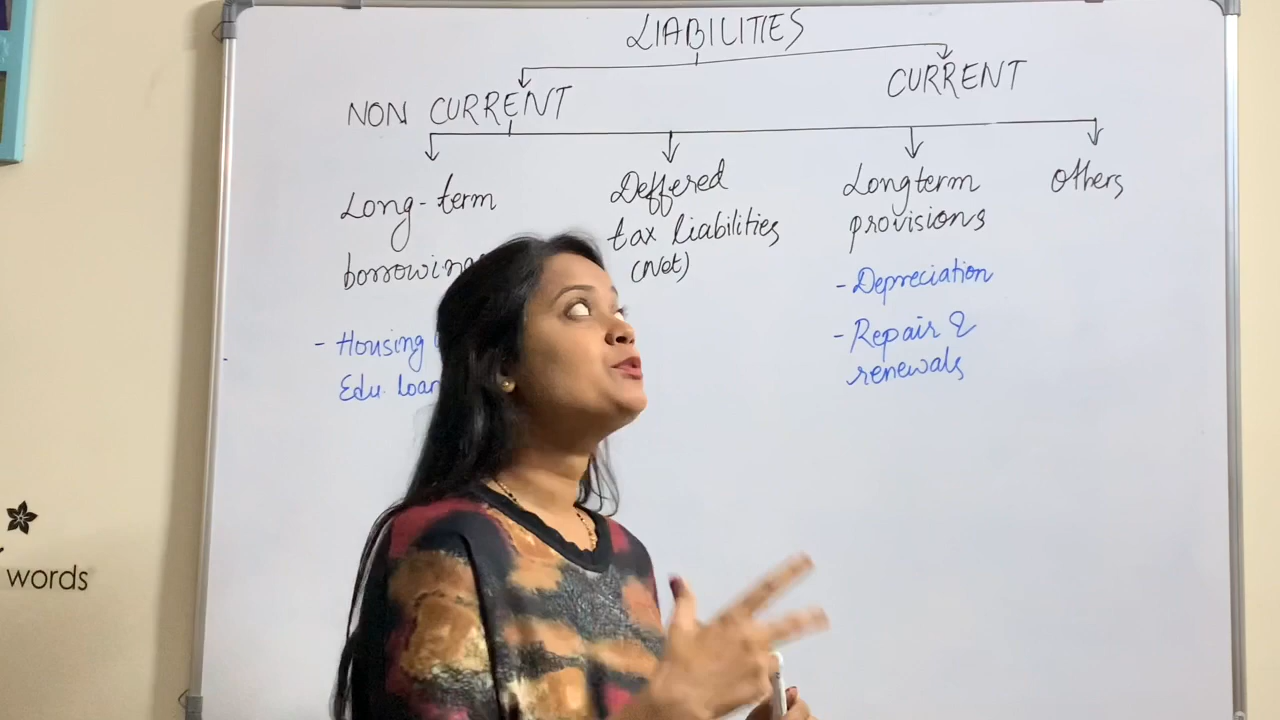 LIABILITIES
NON CURRENT
CURRENT
Long-term
Deffered
tax liabilities
(Net)
Longterm
provisions
- Depreciation
- Repair &
renewals
Others
- Housing
Edu. loan
words